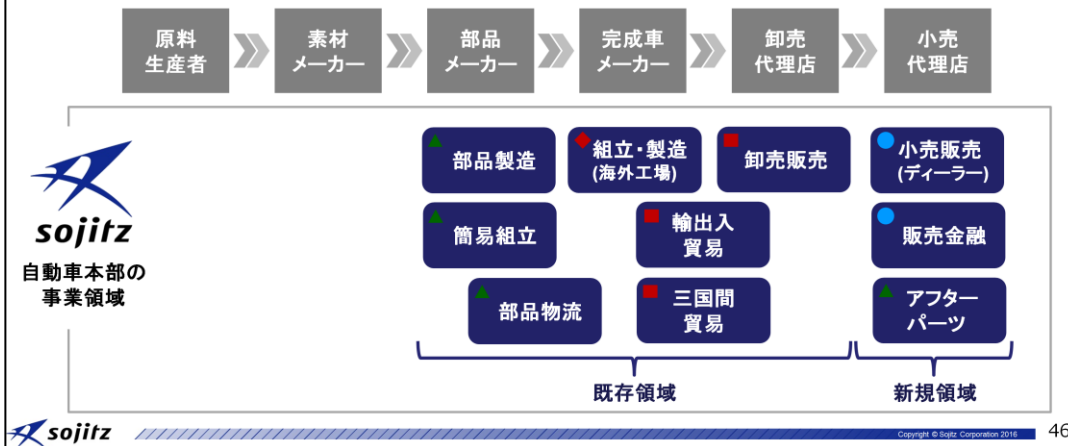 原料
生産者
素材
メーカー
部品
メーカー
完成車
メーカー
卸売
代理店
小売
代理店
sojitz
自動車本部の
事業領域
部品製造
組立・製造
(海外工場)
卸売販売
小売販売
(ディーラー)
簡易組立
輸出入
貿易
販売金融
部品物流
三国間
貿易
アフター
パーツ
既存領域
新規領域
sojitz
Copyright © Sojitz Corporation 2016
46